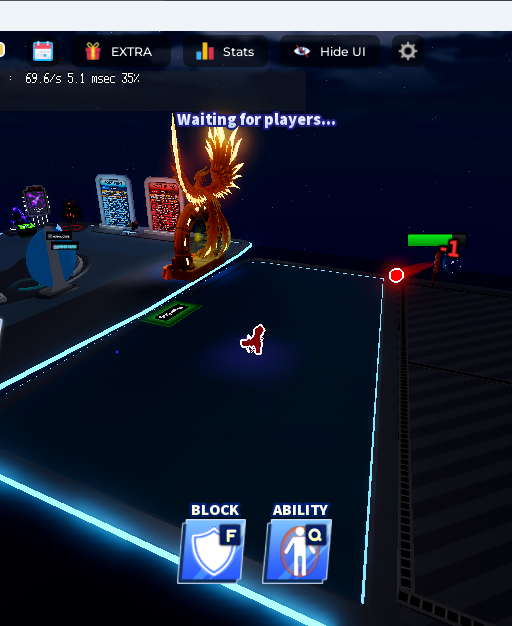 EXTRA
Stats
Hide UI
: 69.6/s 5.1 msec 35%
Waiting for players...
-1
BLOCK
ABILITY
F
Q